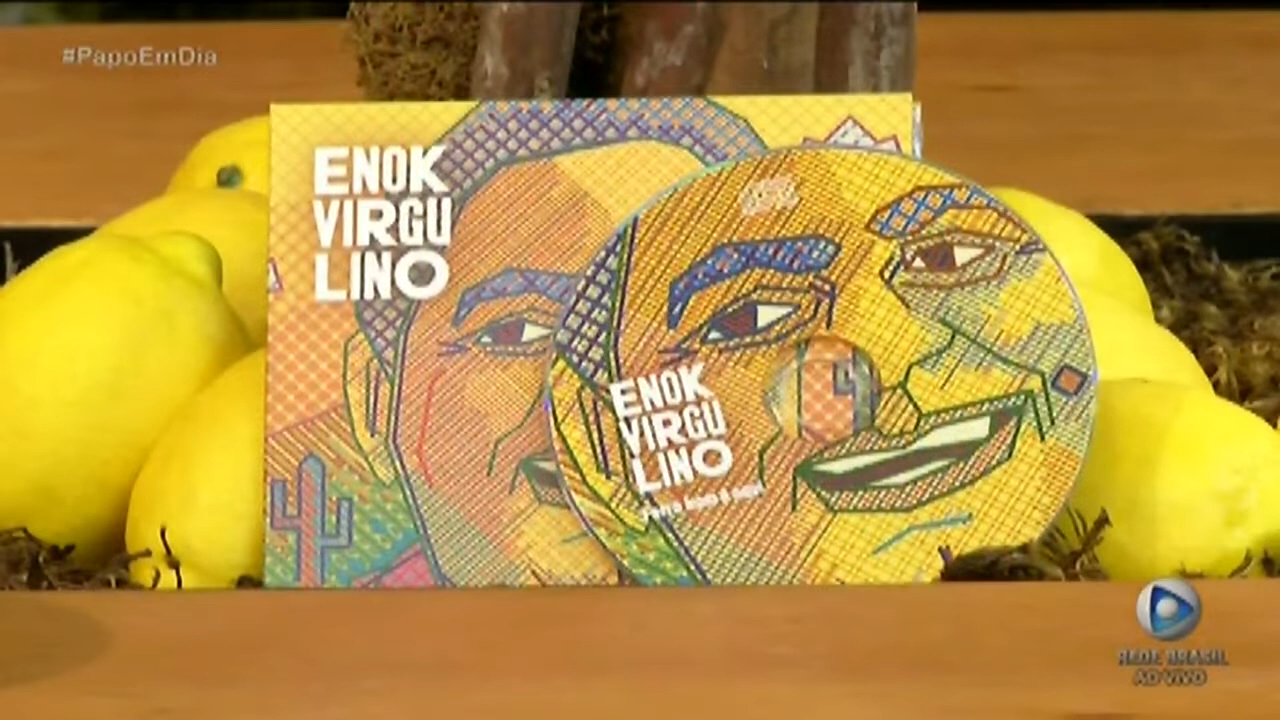 #PapoEmDia
ENOK
VIRGU
LINO
ENOK
VIRGU
LINO
REDE BRASIL
AO VIVO